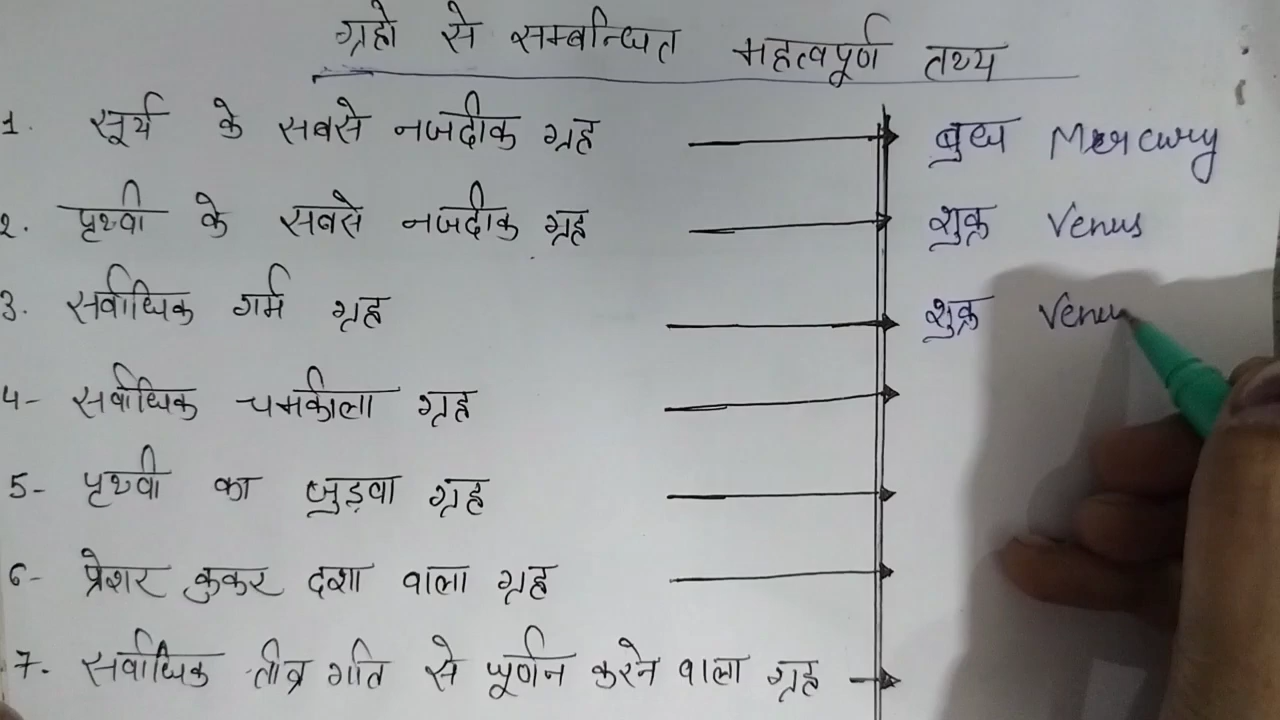 ग्रहो से सम्बन्धित महत्वपूर्ण तथ्य
1. सूर्य के सबसे नजदीक ग्रह → बुध Mercury
2. पृथ्वी के सबसे नजदीक ग्रह → शुक्र Venus
3. सर्वाधिक गर्म ग्रह → शुक्र Venus
4- सर्वाधिक चमकीला ग्रह →
5- पृथ्वी का जुड़वा ग्रह →
6- प्रेशर कुकर दशा वाला ग्रह →
7. सर्वाधिक तीव्र गति से घूर्णन करने वाला ग्रह →